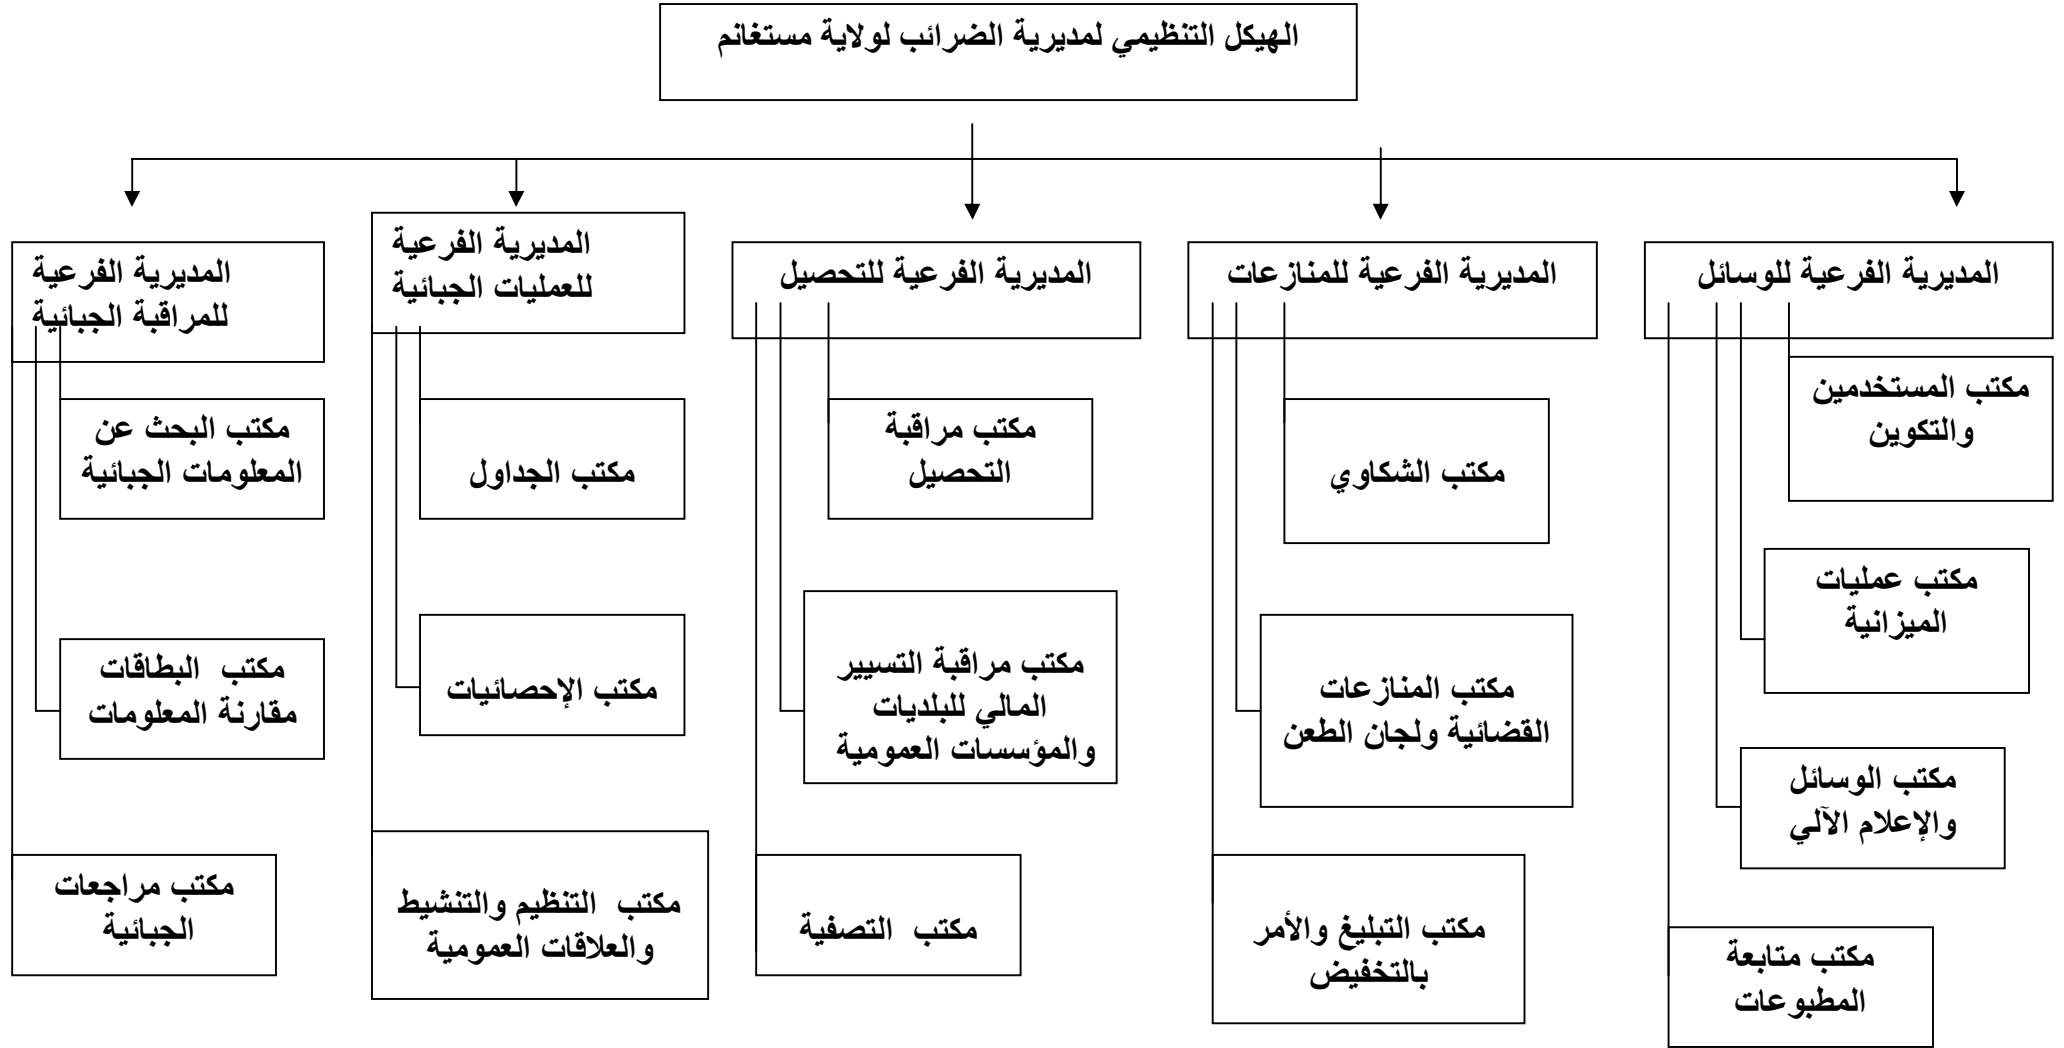 الهيكل التنظيمي لمديرية الضرائب لولاية مستغانم
المديرية الفرعية للوسائل
مكتب المستخدمين
والتكوين
مكتب عمليات
الميزانية
مكتب الوسائل
والإعلام الآلي
مكتب متابعة
المطبوعات
المديرية الفرعية للمنازعات
مكتب الشكاوي
مكتب المنازعات
القضائية ولجان الطعن
مكتب التبليغ والأمر
بالتخفيض
المديرية الفرعية للتحصيل
مكتب مراقبة
التحصيل
مكتب مراقبة التسيير
المالي للبلديات
والمؤسسات العمومية
مكتب التصفية
المديرية الفرعية
للعمليات الجبائية
مكتب الجداول
مكتب الإحصائيات
مكتب التنظيم والتنشيط
والعلاقات العمومية
المديرية الفرعية
للمراقبة الجبائية
مكتب البحث عن
المعلومات الجبائية
مكتب البطاقات
مقارنة المعلومات
مكتب مراجعات
الجبائية